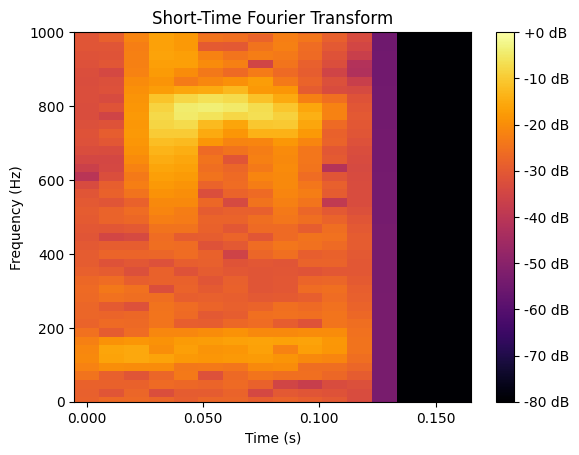 Short-Time Fourier Transform
1000
800
600
400
200
0
Frequency (Hz)
0.000
0.050
0.100
0.150
Time (s)
+0 dB
-10 dB
-20 dB
-30 dB
-40 dB
-50 dB
-60 dB
-70 dB
-80 dB